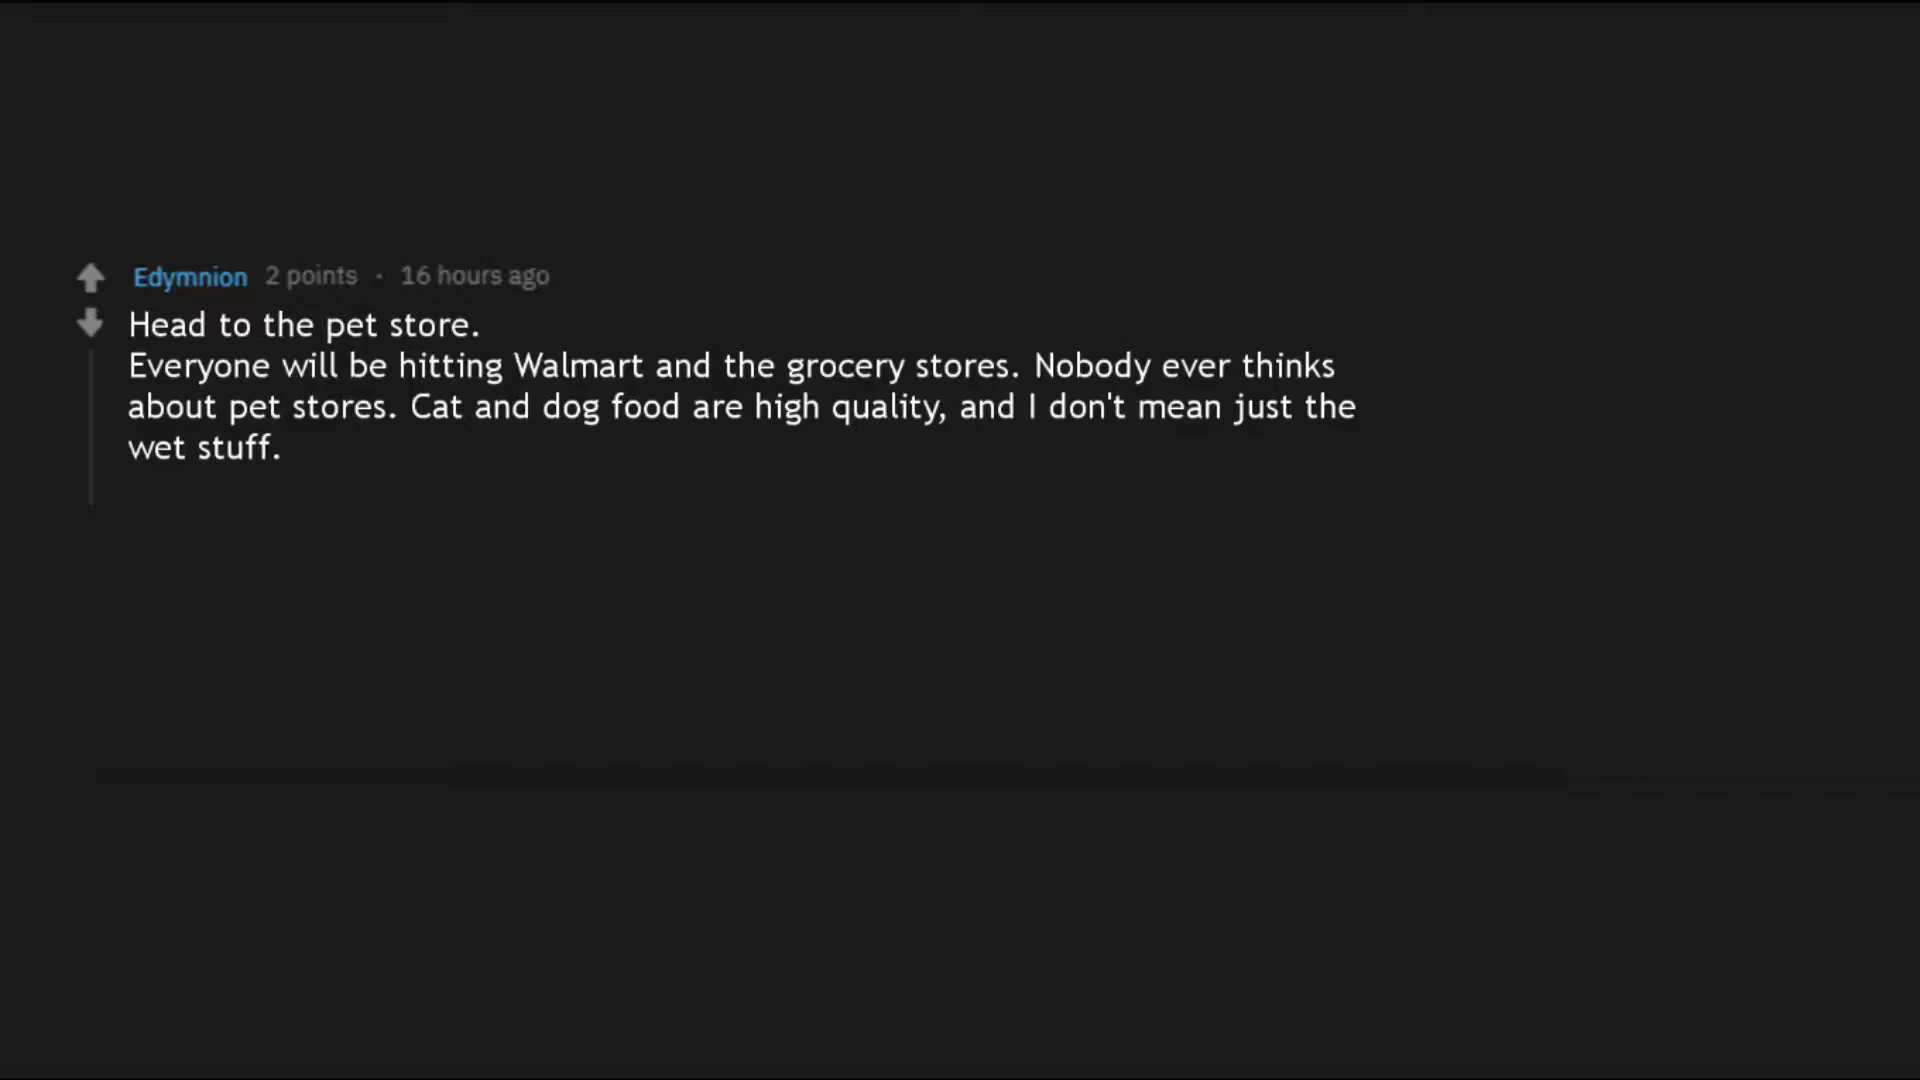 Edymnion 2 points · 16 hours ago
Head to the pet store.
Everyone will be hitting Walmart and the grocery stores. Nobody ever thinks
about pet stores. Cat and dog food are high quality, and I don't mean just the
wet stuff.